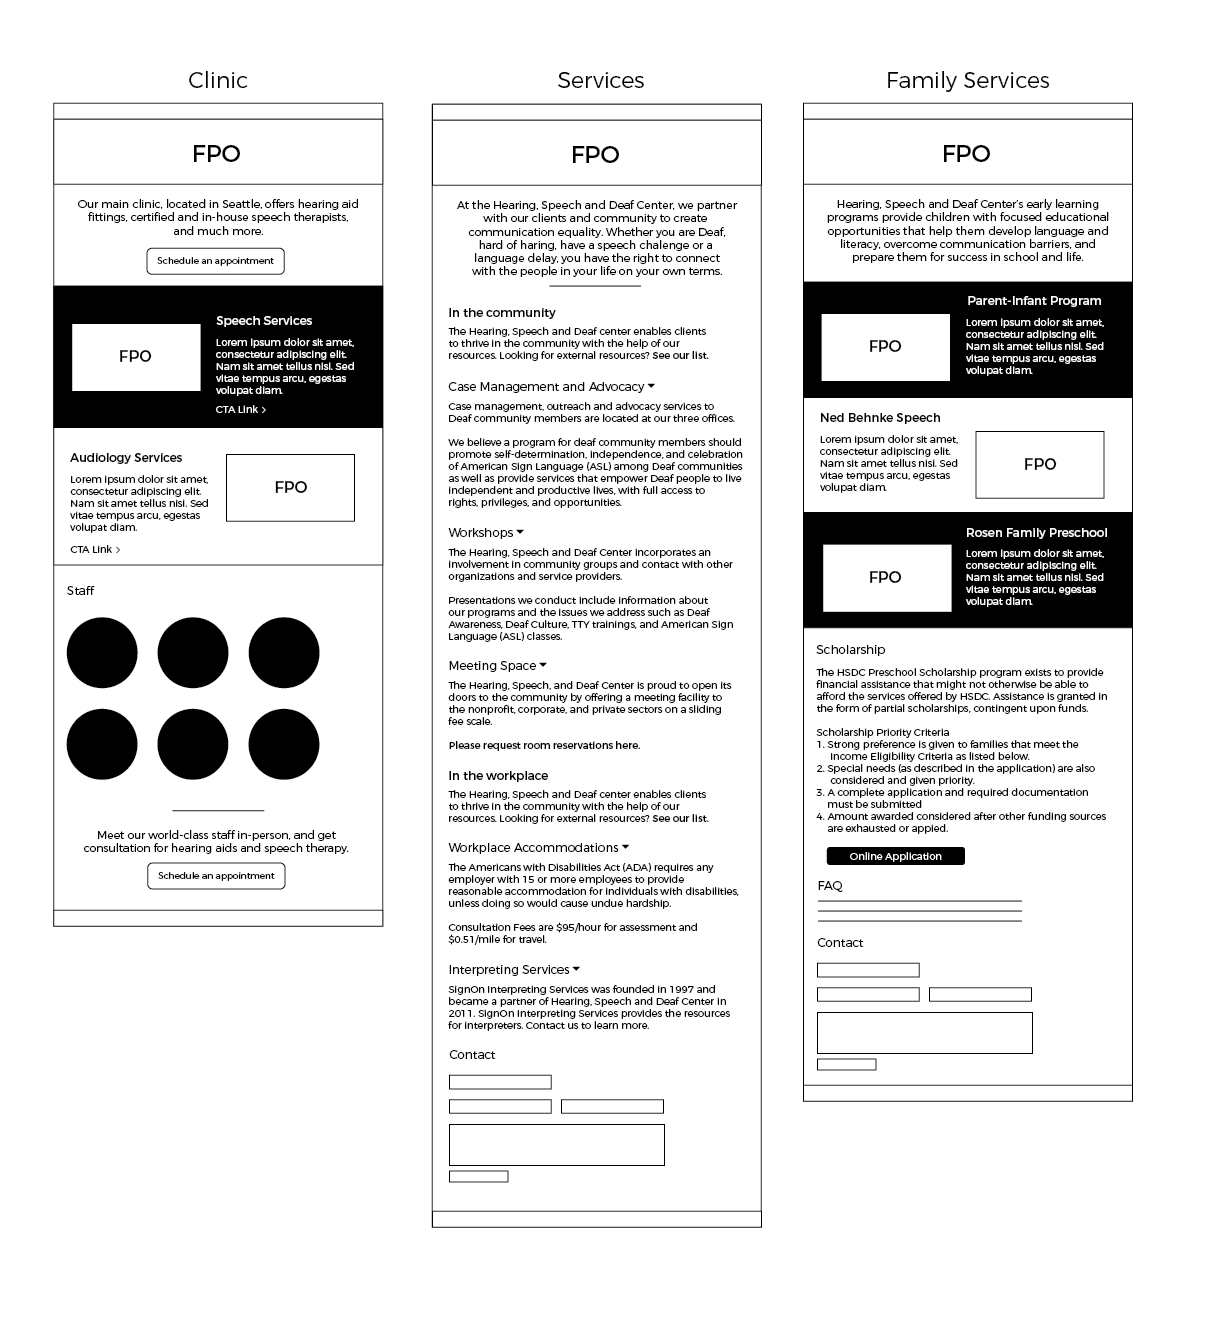 Clinic
FPO
Our main clinic, located in Seattle, offers hearing aid
fittings, certified and in-house speech therapists,
and much more.
Schedule an appointment
FPO
Speech Services
Lorem ipsum dolor sit amet,
consectetur adipiscing elit.
Nam sit amet tellus nisl. Sed
vitae tempus arcu, egestas
volupat diam.
CTA Link >
Audiology Services
Lorem ipsum dolor sit amet,
consectetur adipiscing elit.
Nam sit amet tellus nisl. Sed
vitae tempus arcu, egestas
volupat diam.
CTA Link >
FPO
Staff
Meet our world-class staff in-person, and get
consultation for hearing aids and speech therapy.
Schedule an appointment
Services
FPO
At the Hearing, Speech and Deaf Center, we partner
with our clients and community to create
communication equality. Whether you are Deaf,
hard of haring, have a speech chalenge or a
language delay, you have the right to connect
with the people in your life on your own terms.
In the community
The Hearing, Speech and Deaf center enables clients
to thrive in the community with the help of our
resources. Looking for external resources? See our list.
Case Management and Advocacy
Case management, outreach and advocacy services to
Deaf community members are located at our three offices.
We believe a program for deaf community members should
promote self-determination, independence, and celebration
of American Sign Language (ASL) among Deaf communities
as well as provide services that empower Deaf people to live
independent and productive lives, with full access to
rights, privileges, and opportunities.
Workshops
The Hearing, Speech and Deaf Center incorporates an
involvement in community groups and contact with other
organizations and service providers.
Presentations we conduct include information about
our programs and the issues we address such as Deaf
Awareness, Deaf Culture, TTY trainings, and American Sign
Language (ASL) classes.
Meeting Space
The Hearing, Speech, and Deaf Center is proud to open its
doors to the community by offering a meeting facility to
the nonprofit, corporate, and private sectors on a sliding
fee scale.
Please request room reservations here.
In the workplace
The Hearing, Speech and Deaf center enables clients
to thrive in the community with the help of our
resources. Looking for external resources? See our list.
Workplace Accommodations
The Americans with Disabilities Act (ADA) requires any
employer with 15 or more employees to provide
reasonable accommodation for individuals with disabilities,
unless doing so would cause undue hardship.
Consultation Fees are $95/hour for assessment and
$0.51/mile for travel.
Interpreting Services
SignOn Interpreting Services was founded in 1997 and
became a partner of Hearing, Speech and Deaf Center in
2011. SignOn Interpreting Services provides the resources
for interpreters. Contact us to learn more.
Contact
Family Services
FPO
Hearing, Speech and Deaf Center's early learning
programs provide children with focused educational
opportunities that help them develop language and
literacy, overcome communication barriers, and
prepare them for success in school and life.
FPO
Parent-Infant Program
Lorem ipsum dolor sit amet,
consectetur adipiscing elit.
Nam sit amet tellus nisl. Sed
vitae tempus arcu, egestas
volupat diam.
Ned Behnke Speech
Lorem ipsum dolor sit amet,
consectetur adipiscing elit.
Nam sit amet tellus nisl. Sed
vitae tempus arcu, egestas
volupat diam.
FPO
FPO
Rosen Family Preschool
Lorem ipsum dolor sit amet,
consectetur adipiscing elit.
Nam sit amet tellus nisl. Sed
vitae tempus arcu, egestas
volupat diam.
Scholarship
The HSDC Preschool Scholarship program exists to provide
financial assistance that might not otherwise be able to
afford the services offered by HSDC. Assistance is granted in
the form of partial scholarships, contingent upon funds.
Scholarship Priority Criteria
1. Strong preference is given to families that meet the
Income Eligibility Criteria as listed below.
2. Special needs (as described in the application) are also
considered and given priority.
3. A complete application and required documentation
must be submitted
4. Amount awarded considered after other funding sources
are exhausted or appied.
Online Application
FAQ
Contact